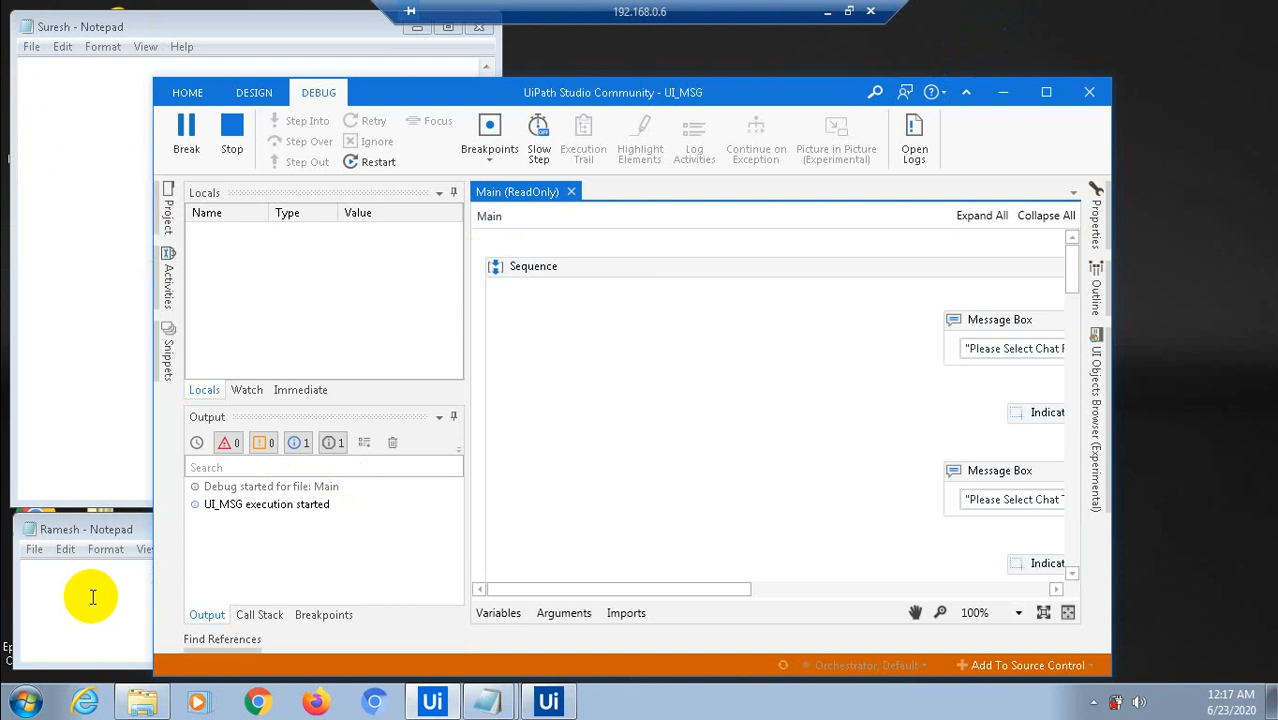 192.168.0.6
Suresh - Notepad
File Edit Format View Help
HOME DESIGN DEBUG UiPath Studio Community - UI_MSG
Break
Stop
Step Into
Step Over
Step Out
Retry
Ignore
Restart
Focus
Breakpoints
Slow
Step
Execution
Trail
Highlight
Elements
Log
Activities
Continue on
Exception
Picture in Picture
(Experimental)
Open
Logs
Project
Activities
Snippets
Locals
Name Type Value
Locals Watch Immediate
Output
0 0 1 1
Search
Debug started for file: Main
UI_MSG execution started
Output Call Stack Breakpoints
Find References
Main (ReadOnly)
Main Expand All Collapse All
Sequence
Message Box
"Please Select Chat
Indicat
Message Box
"Please Select Chat
Indicat
Variables Arguments Imports 100%
Properties
Outline
UI Objects Browser (Experimental)
Orchestrator, Default Add To Source Control
Ramesh - Notepad
File Edit Format
Ui Ui
12:17 AM
6/23/2020